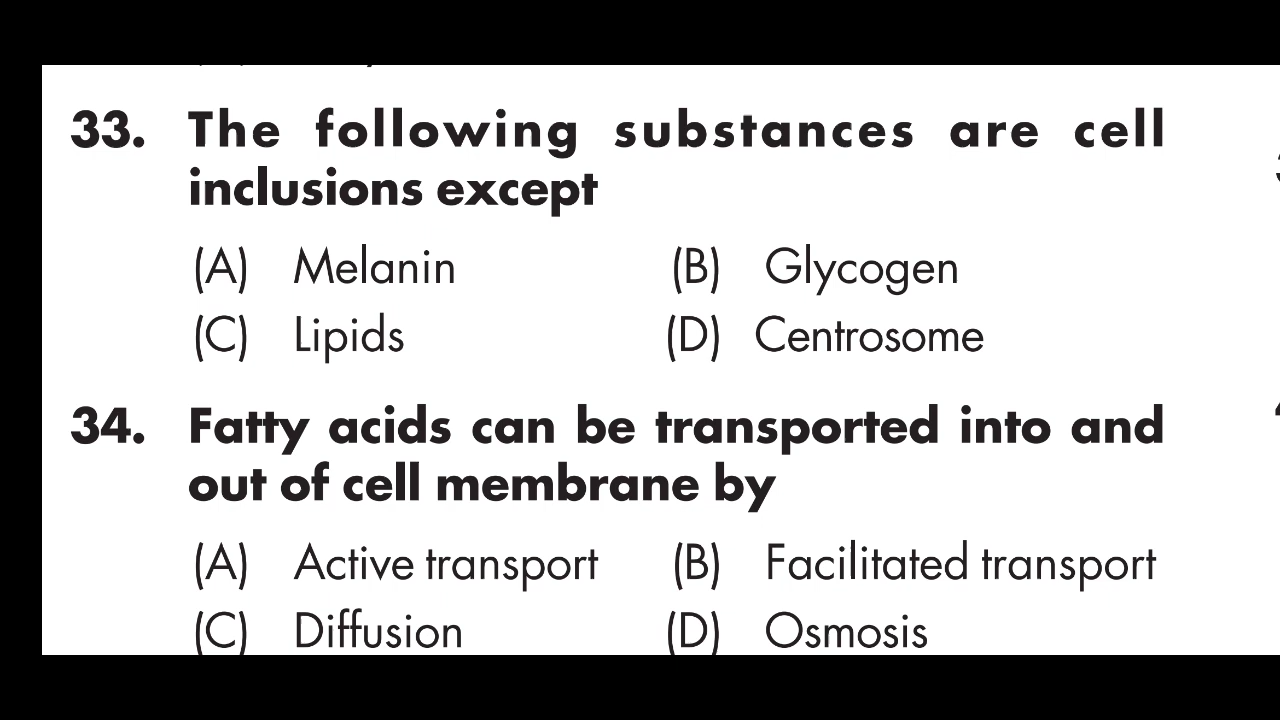 33. The following substances are cell
inclusions except
(A) Melanin (B) Glycogen
(C) Lipids (D) Centrosome
34. Fatty acids can be transported into and
out of cell membrane by
(A) Active transport (B) Facilitated transport
(C) Diffusion (D) Osmosis